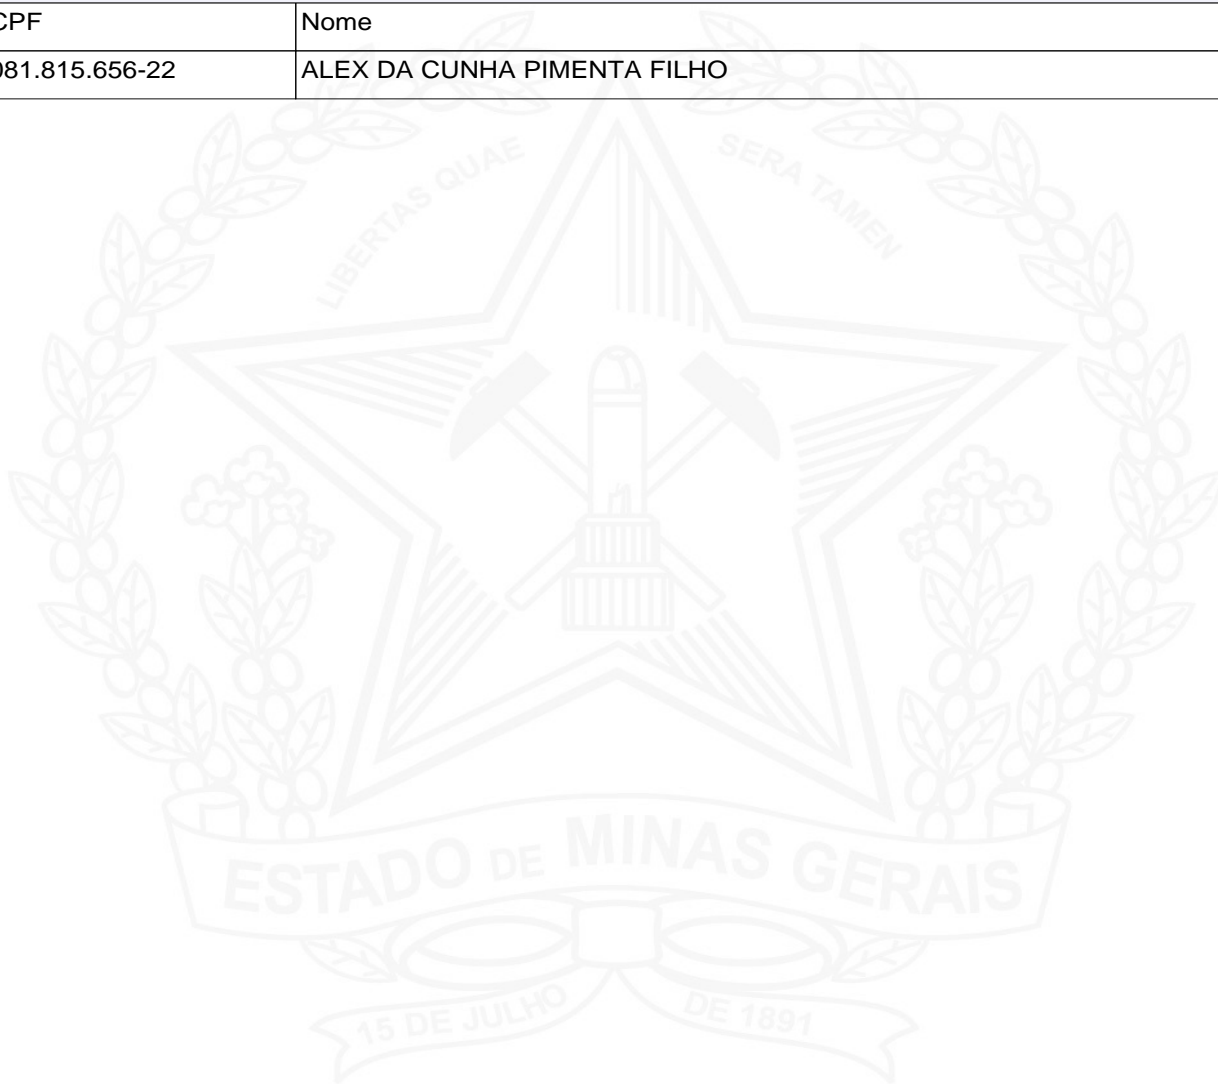 CPF Nome
081.815.656-22 ALEX DA CUNHA PIMENTA FILHO
LIBERTAS QUAE SERA TAMEN
ESTADO DE MINAS GERAIS
15 DE JULHO DE 1891